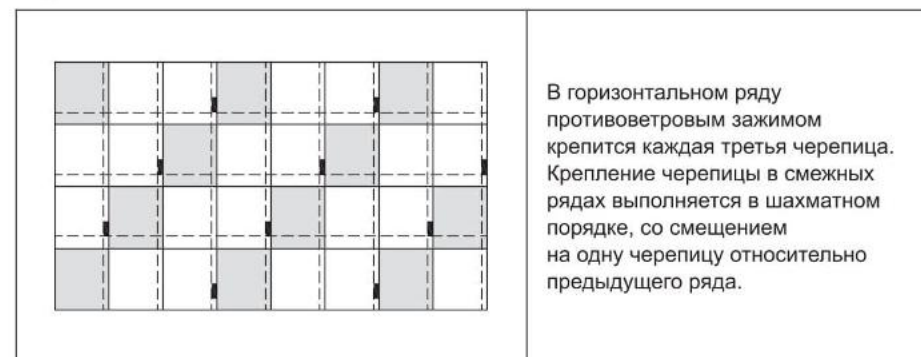 В горизонтальном ряду
противоветровым зажимом
крепится каждая третья черепица.
Крепление черепицы в смежных
рядах выполняется в шахматном
порядке, со смещением
на одну черепицу относительно
предыдущего ряда.